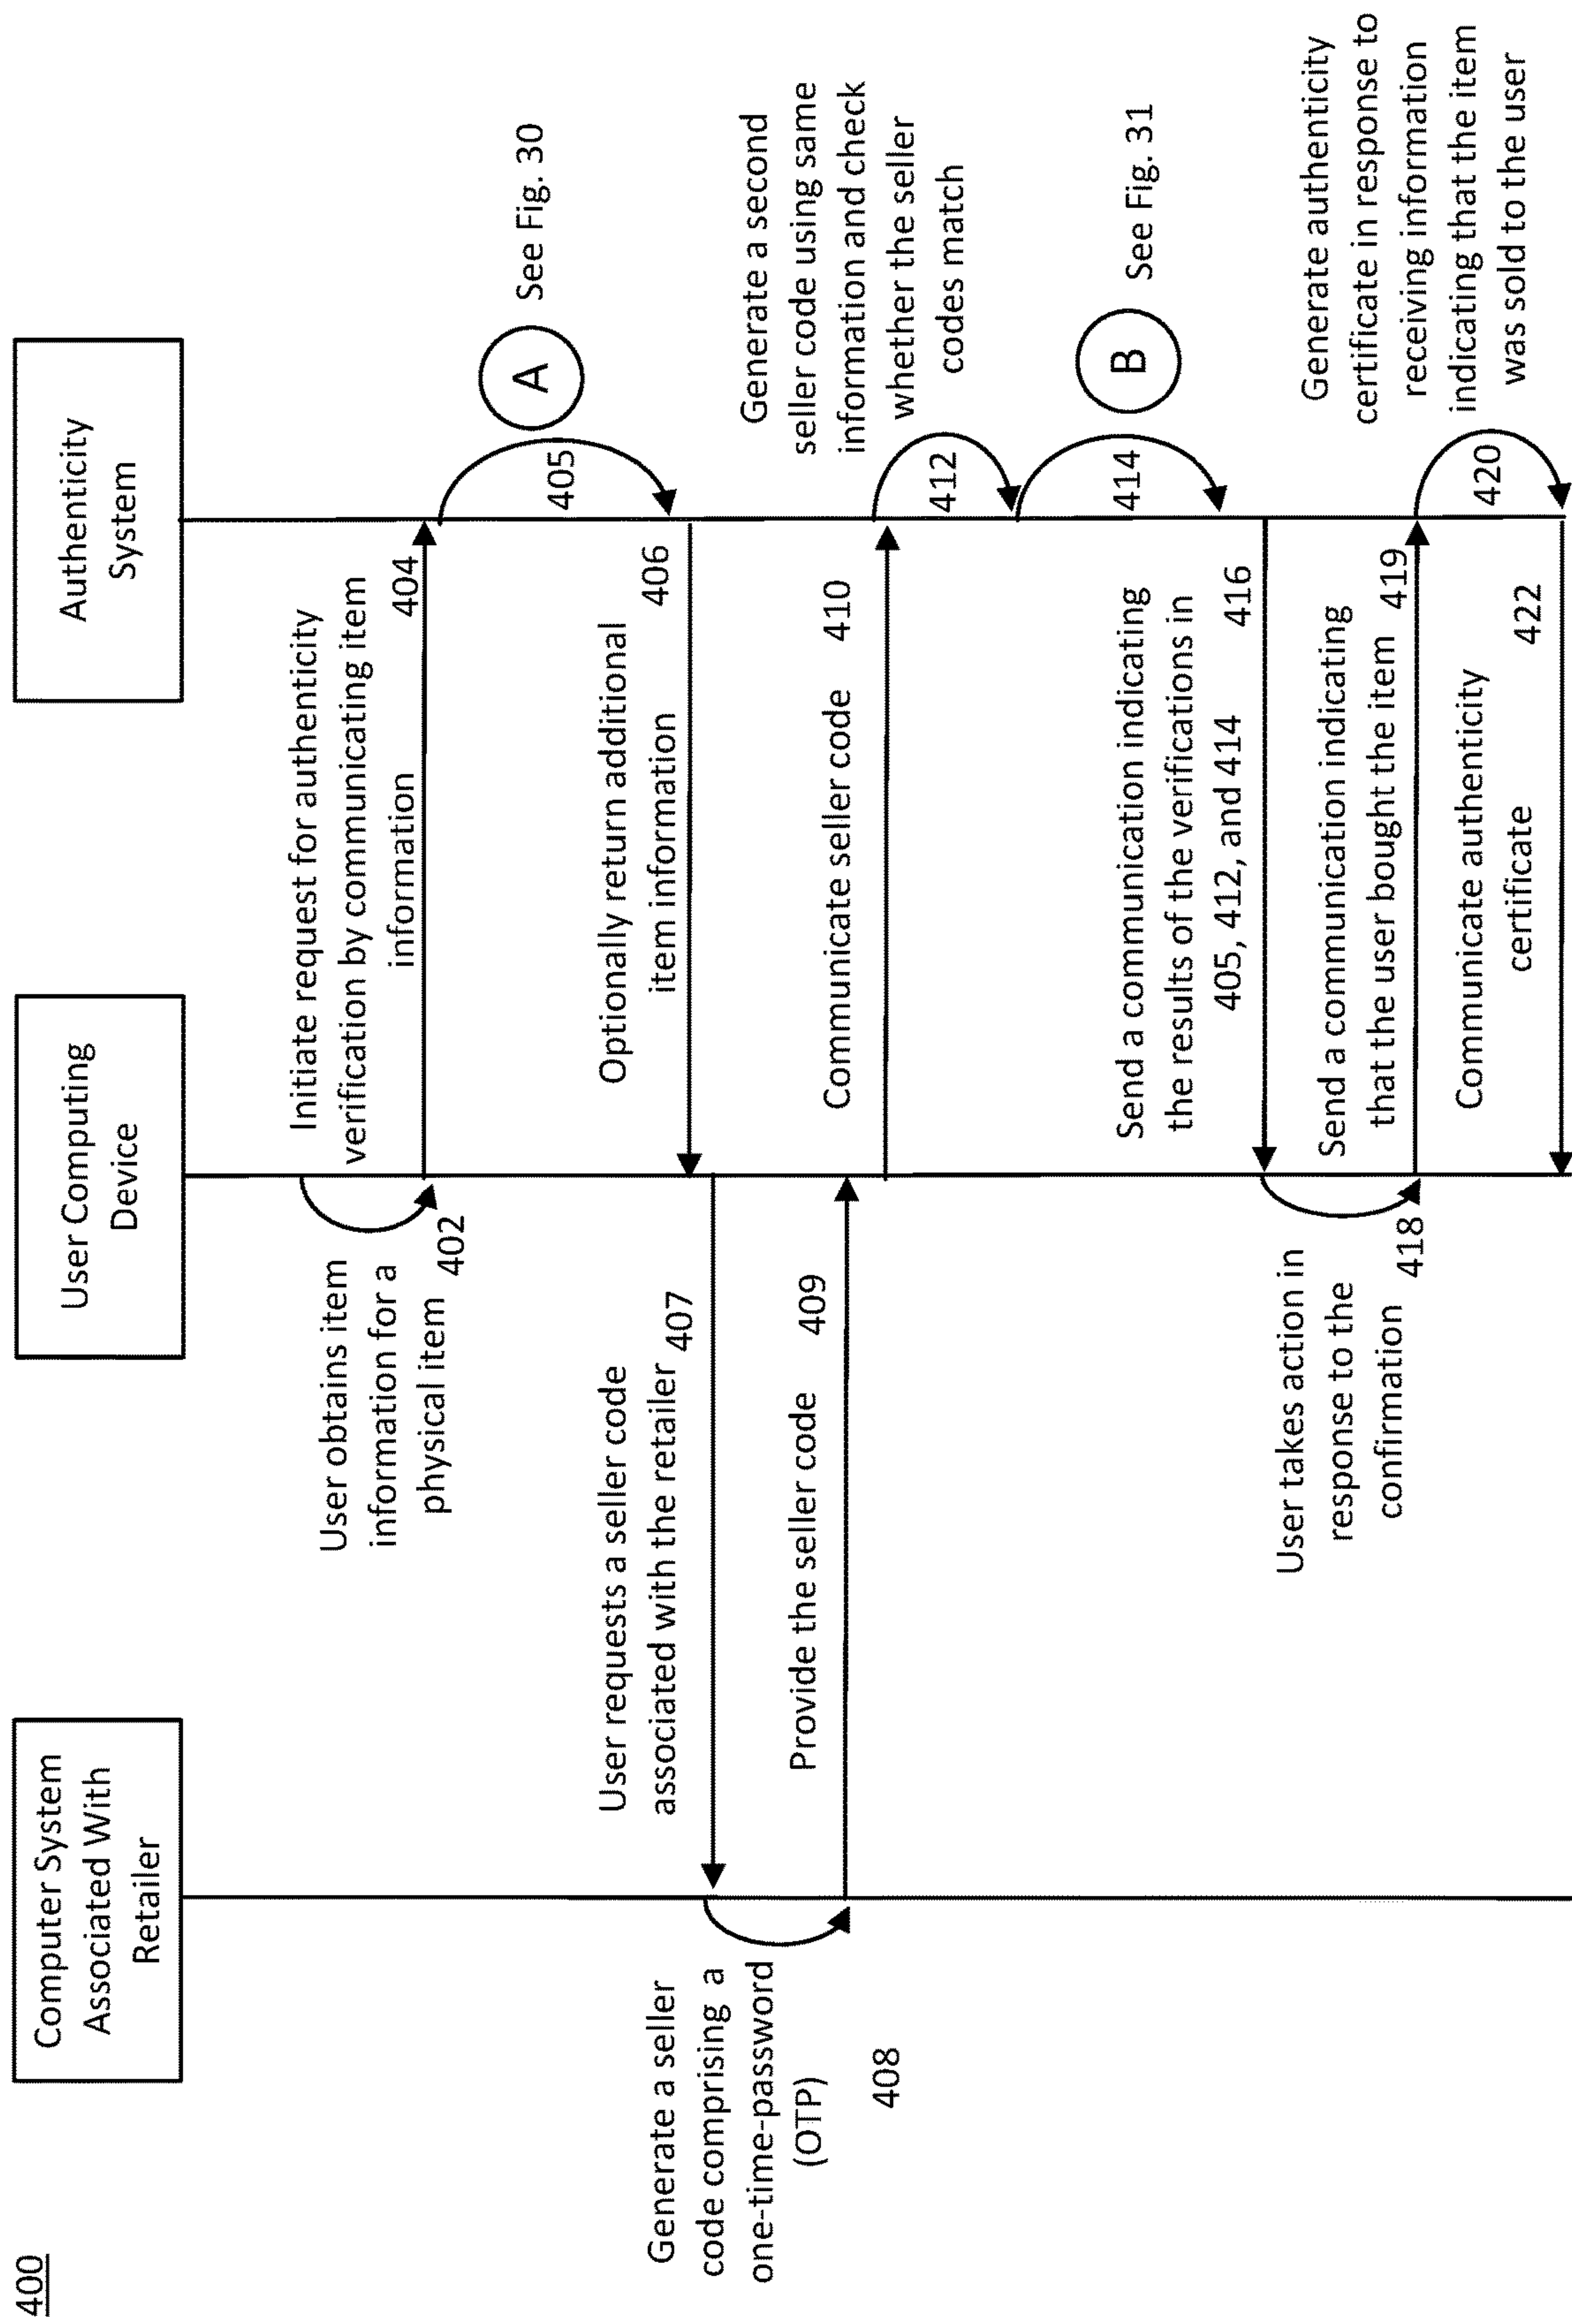 400
Computer System
Associated With
Retailer
User Computing
Device
Authenticity
System
User obtains item
information for a
physical item
402
Initiate request for authenticity
verification by communicating item
information
404
405
A
See Fig. 30
Optionally return additional
item information
406
User requests a seller code
associated with the retailer
407
Generate a seller
code comprising a
one-time-password
(OTP)
408
Provide the seller code
409
Communicate seller code
410
Generate a second
seller code using same
information and check
whether the seller
codes match
412
414
B
See Fig. 31
Send a communication indicating
the results of the verifications in
405, 412, and 414
416
User takes action in
response to the
confirmation
418
Send a communication indicating
that the user bought the item
419
Generate authenticity
certificate in response to
receiving information
indicating that the item
was sold to the user
420
Communicate authenticity
certificate
422